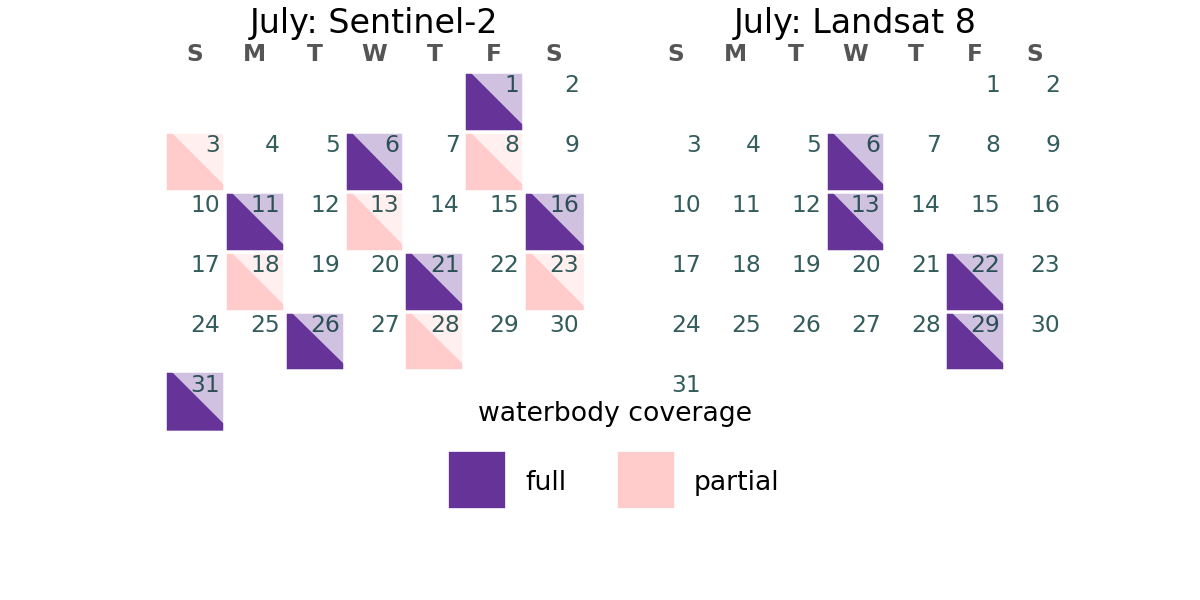 July: Sentinel-2
S M T W T F S
1 2
3 4 5 6 7 8 9
10 11 12 13 14 15 16
17 18 19 20 21 22 23
24 25 26 27 28 29 30
31
July: Landsat 8
S M T W T F S
1 2
3 4 5 6 7 8 9
10 11 12 13 14 15 16
17 18 19 20 21 22 23
24 25 26 27 28 29 30
31
waterbody coverage
full partial